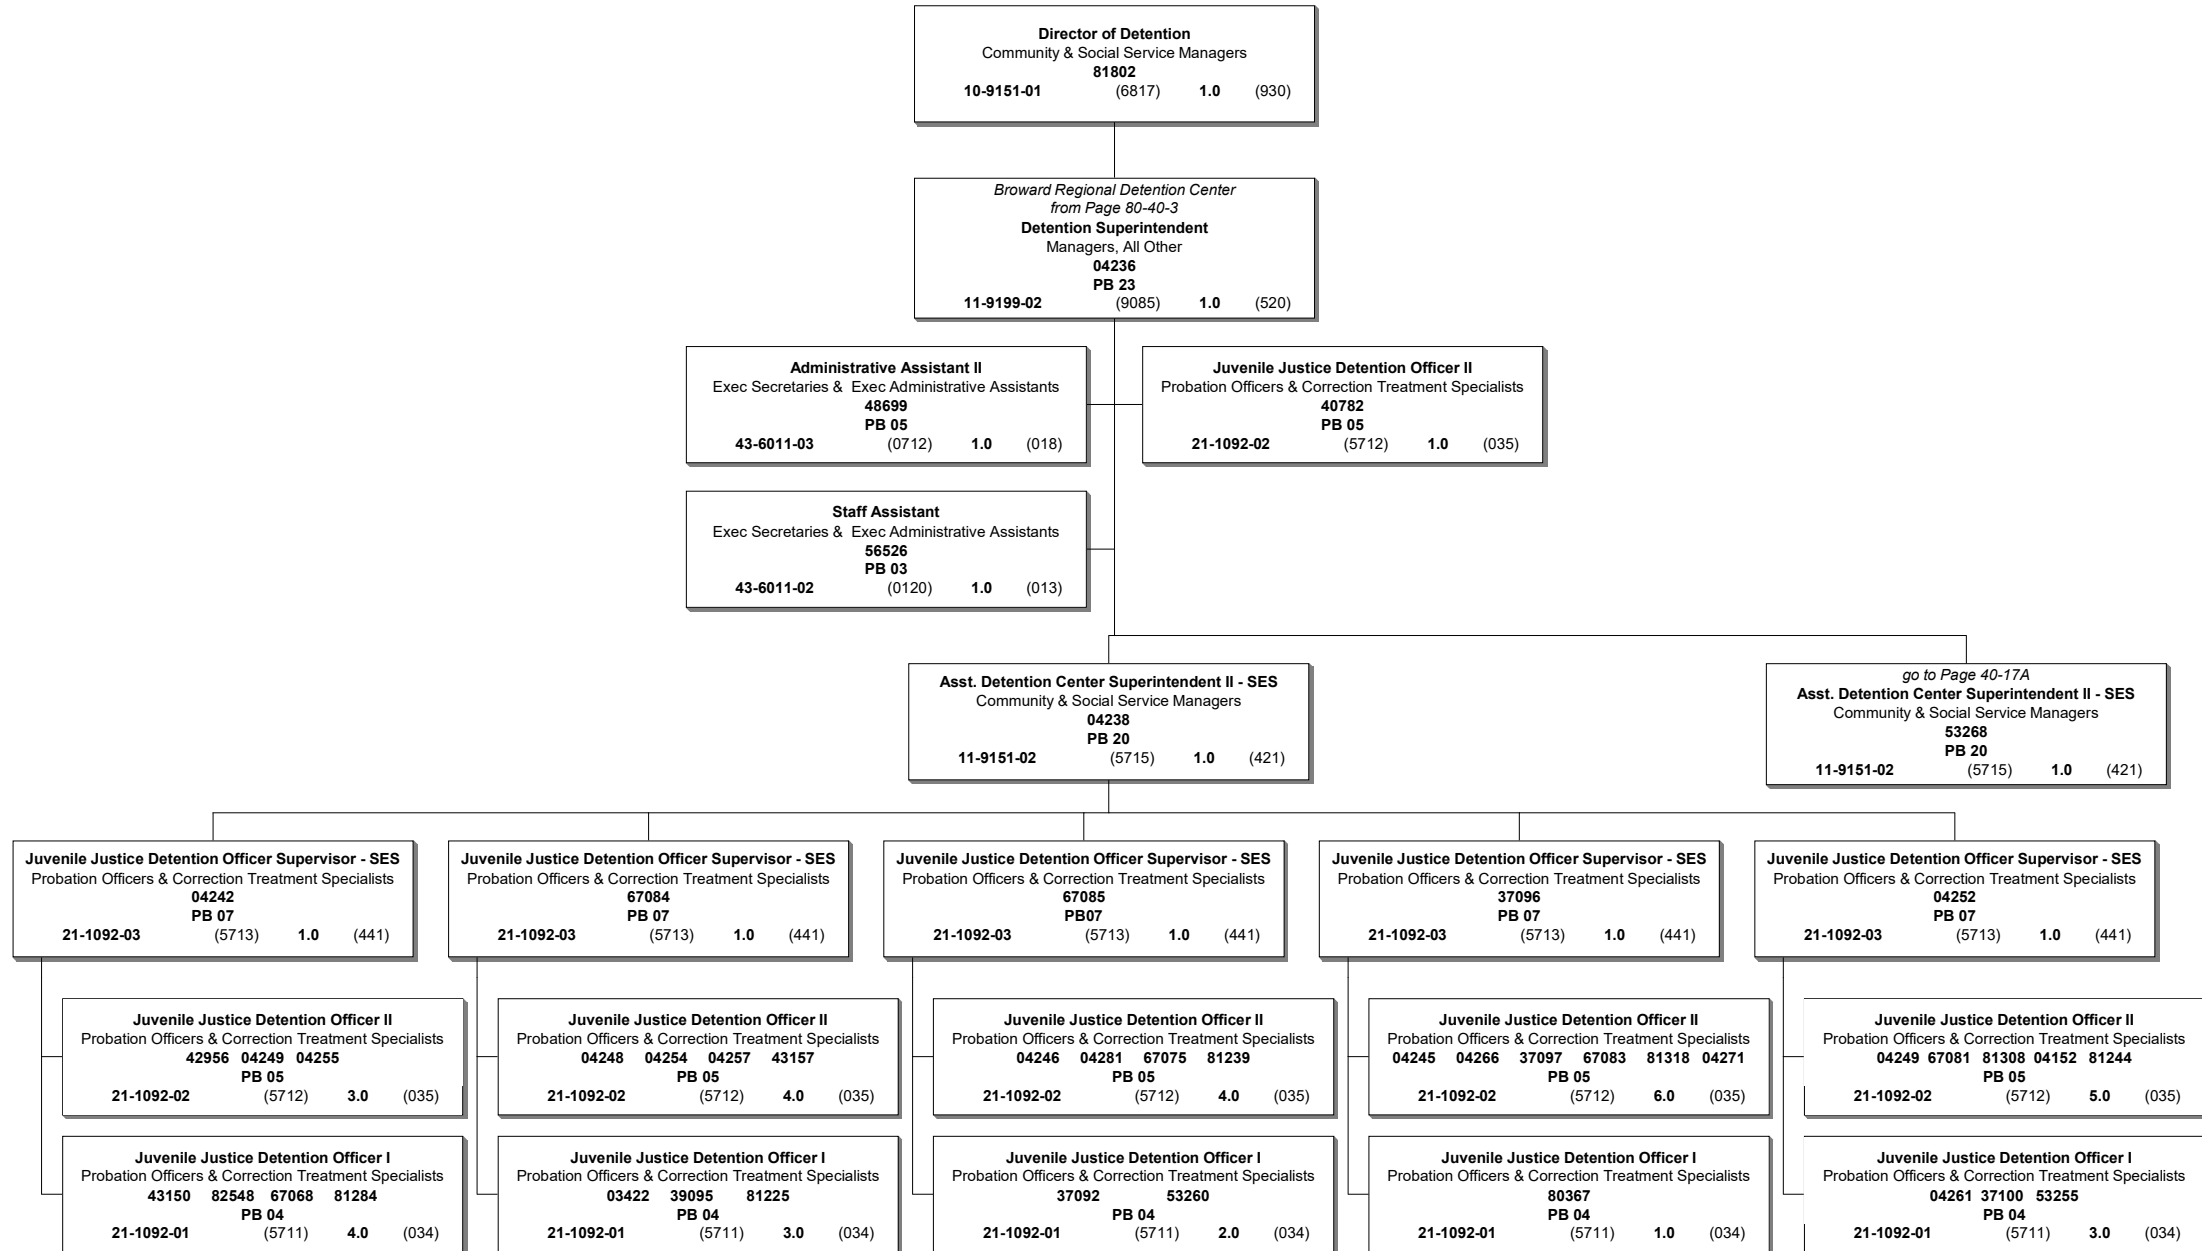 Director of Detention
Community & Social Service Managers
81802
10-9151-01 (6817) 1.0 (930)
Broward Regional Detention Center
from Page 80-40-3
Detention Superintendent
Managers, All Other
04236
PB 23
11-9199-02 (9085) 1.0 (520)
Administrative Assistant II
Exec Secretaries & Exec Administrative Assistants
48699
PB 05
43-6011-03 (0712) 1.0 (018)
Juvenile Justice Detention Officer II
Probation Officers & Correction Treatment Specialists
40782
PB 05
21-1092-02 (5712) 1.0 (035)
Staff Assistant
Exec Secretaries & Exec Administrative Assistants
56526
PB 03
43-6011-02 (0120) 1.0 (013)
Asst. Detention Center Superintendent II - SES
Community & Social Service Managers
04238
PB 20
11-9151-02 (5715) 1.0 (421)
go to Page 40-17A
Asst. Detention Center Superintendent II - SES
Community & Social Service Managers
53268
PB 20
11-9151-02 (5715) 1.0 (421)
Juvenile Justice Detention Officer Supervisor - SES
Probation Officers & Correction Treatment Specialists
04242
PB 07
21-1092-03 (5713) 1.0 (441)
Juvenile Justice Detention Officer Supervisor - SES
Probation Officers & Correction Treatment Specialists
67084
PB 07
21-1092-03 (5713) 1.0 (441)
Juvenile Justice Detention Officer Supervisor - SES
Probation Officers & Correction Treatment Specialists
67085
PB07
21-1092-03 (5713) 1.0 (441)
Juvenile Justice Detention Officer Supervisor - SES
Probation Officers & Correction Treatment Specialists
37096
PB 07
21-1092-03 (5713) 1.0 (441)
Juvenile Justice Detention Officer Supervisor - SES
Probation Officers & Correction Treatment Specialists
04252
PB 07
21-1092-03 (5713) 1.0 (441)
Juvenile Justice Detention Officer II
Probation Officers & Correction Treatment Specialists
42956 04249 04255
PB 05
21-1092-02 (5712) 3.0 (035)
Juvenile Justice Detention Officer II
Probation Officers & Correction Treatment Specialists
04248 04254 04257 43157
PB 05
21-1092-02 (5712) 4.0 (035)
Juvenile Justice Detention Officer II
Probation Officers & Correction Treatment Specialists
04246 04281 67075 81239
PB 05
21-1092-02 (5712) 4.0 (035)
Juvenile Justice Detention Officer II
Probation Officers & Correction Treatment Specialists
04245 04266 37097 67083 81318 04271
PB 05
21-1092-02 (5712) 6.0 (035)
Juvenile Justice Detention Officer II
Probation Officers & Correction Treatment Specialists
04249 67081 81308 04152 81244
PB 05
21-1092-02 (5712) 5.0 (035)
Juvenile Justice Detention Officer I
Probation Officers & Correction Treatment Specialists
43150 82548 67068 81284
PB 04
21-1092-01 (5711) 4.0 (034)
Juvenile Justice Detention Officer I
Probation Officers & Correction Treatment Specialists
03422 39095 81225
PB 04
21-1092-01 (5711) 3.0 (034)
Juvenile Justice Detention Officer I
Probation Officers & Correction Treatment Specialists
37092 53260
PB 04
21-1092-01 (5711) 2.0 (034)
Juvenile Justice Detention Officer I
Probation Officers & Correction Treatment Specialists
80367
PB 04
21-1092-01 (5711) 1.0 (034)
Juvenile Justice Detention Officer I
Probation Officers & Correction Treatment Specialists
04261 37100 53255
PB 04
21-1092-01 (5711) 3.0 (034)